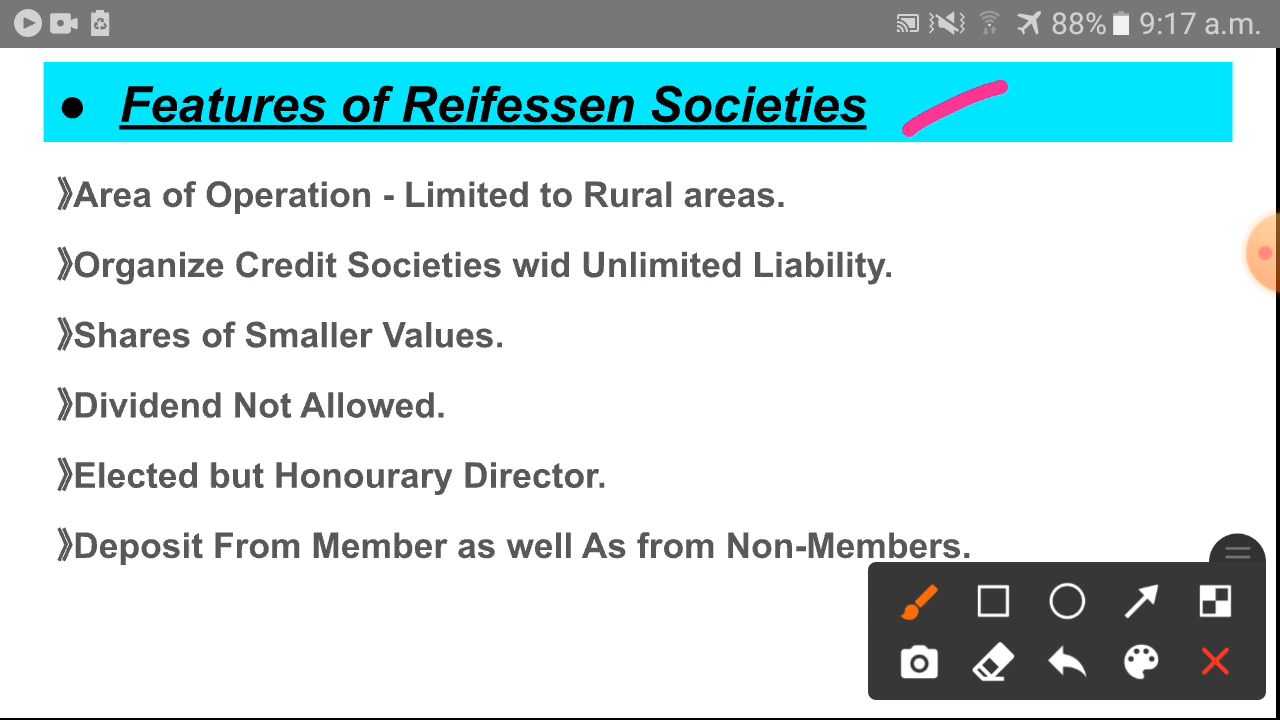 88% 9:17 a.m.
● Features of Reifessen Societies
》Area of Operation - Limited to Rural areas.
》Organize Credit Societies wid Unlimited Liability.
》Shares of Smaller Values.
》Dividend Not Allowed.
》Elected but Honourary Director.
》Deposit From Member as well As from Non-Members.